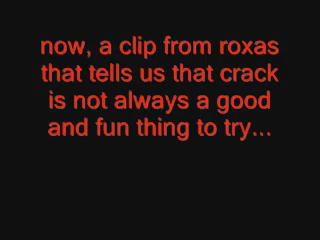 now, a clip from roxas
that tells us that crack
is not always a good
and fun thing to try...